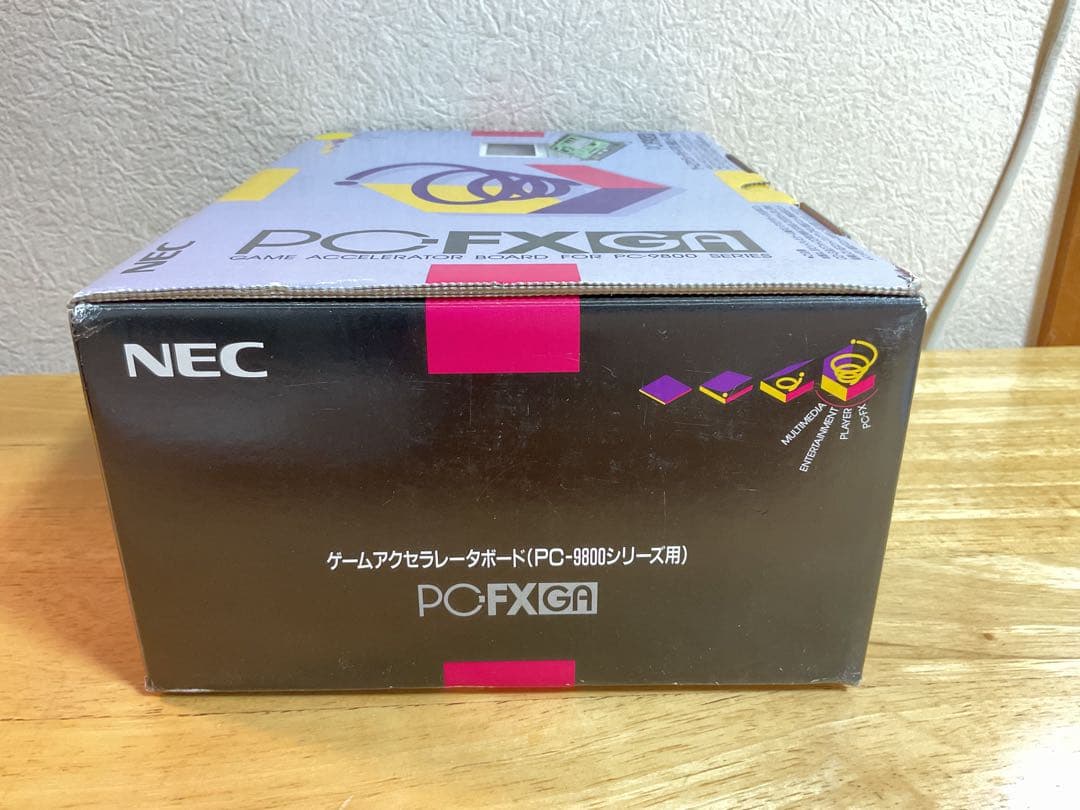 NEC
PC-FX GA
GAME ACCELERATOR BOARD FOR PC-9800 SERIES
NEC
MULTIMEDIA
ENTERTAINMENT
PLAYER
PC-FX
ゲームアクセラレータボード(PC-9800シリーズ用)
PC-FX GA